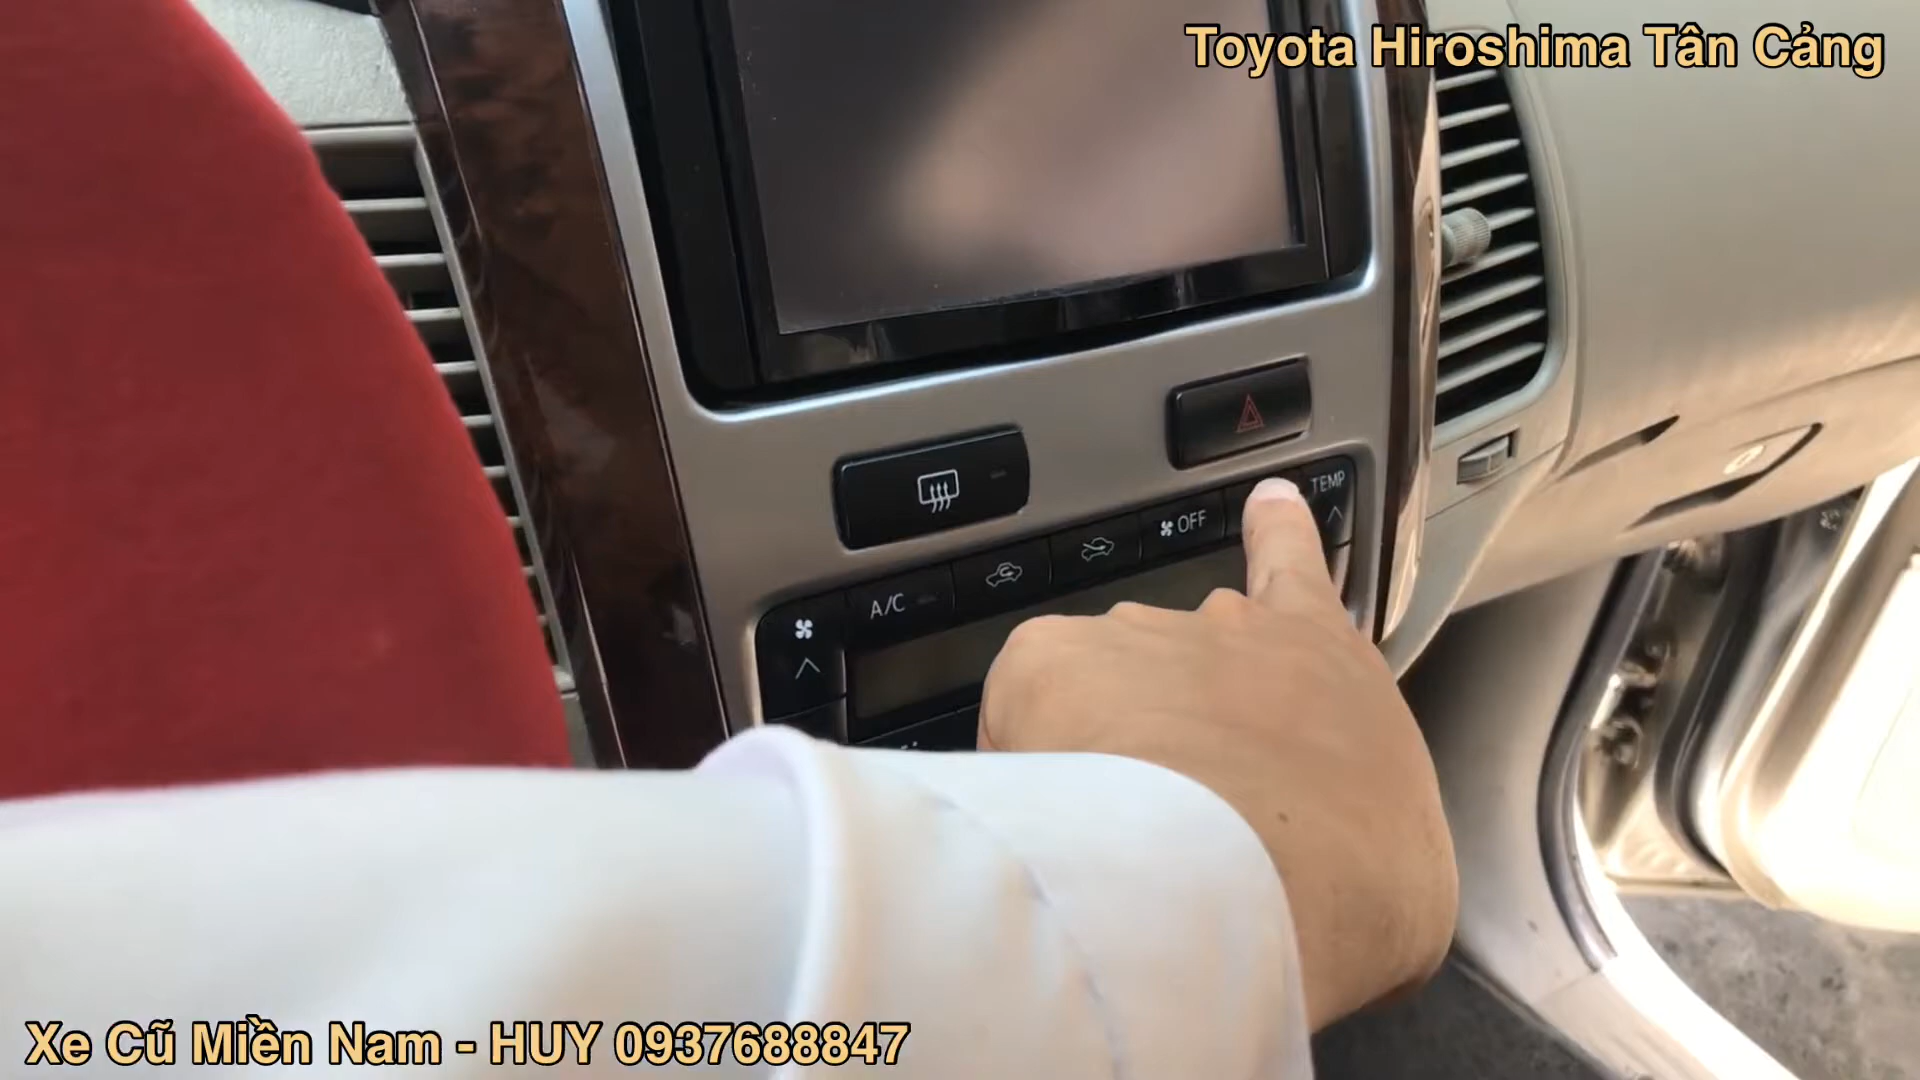 Toyota Hiroshima Tân Cảng
TEMP
OFF
A/C
Xe Cũ Miền Nam - HUY 0937688847